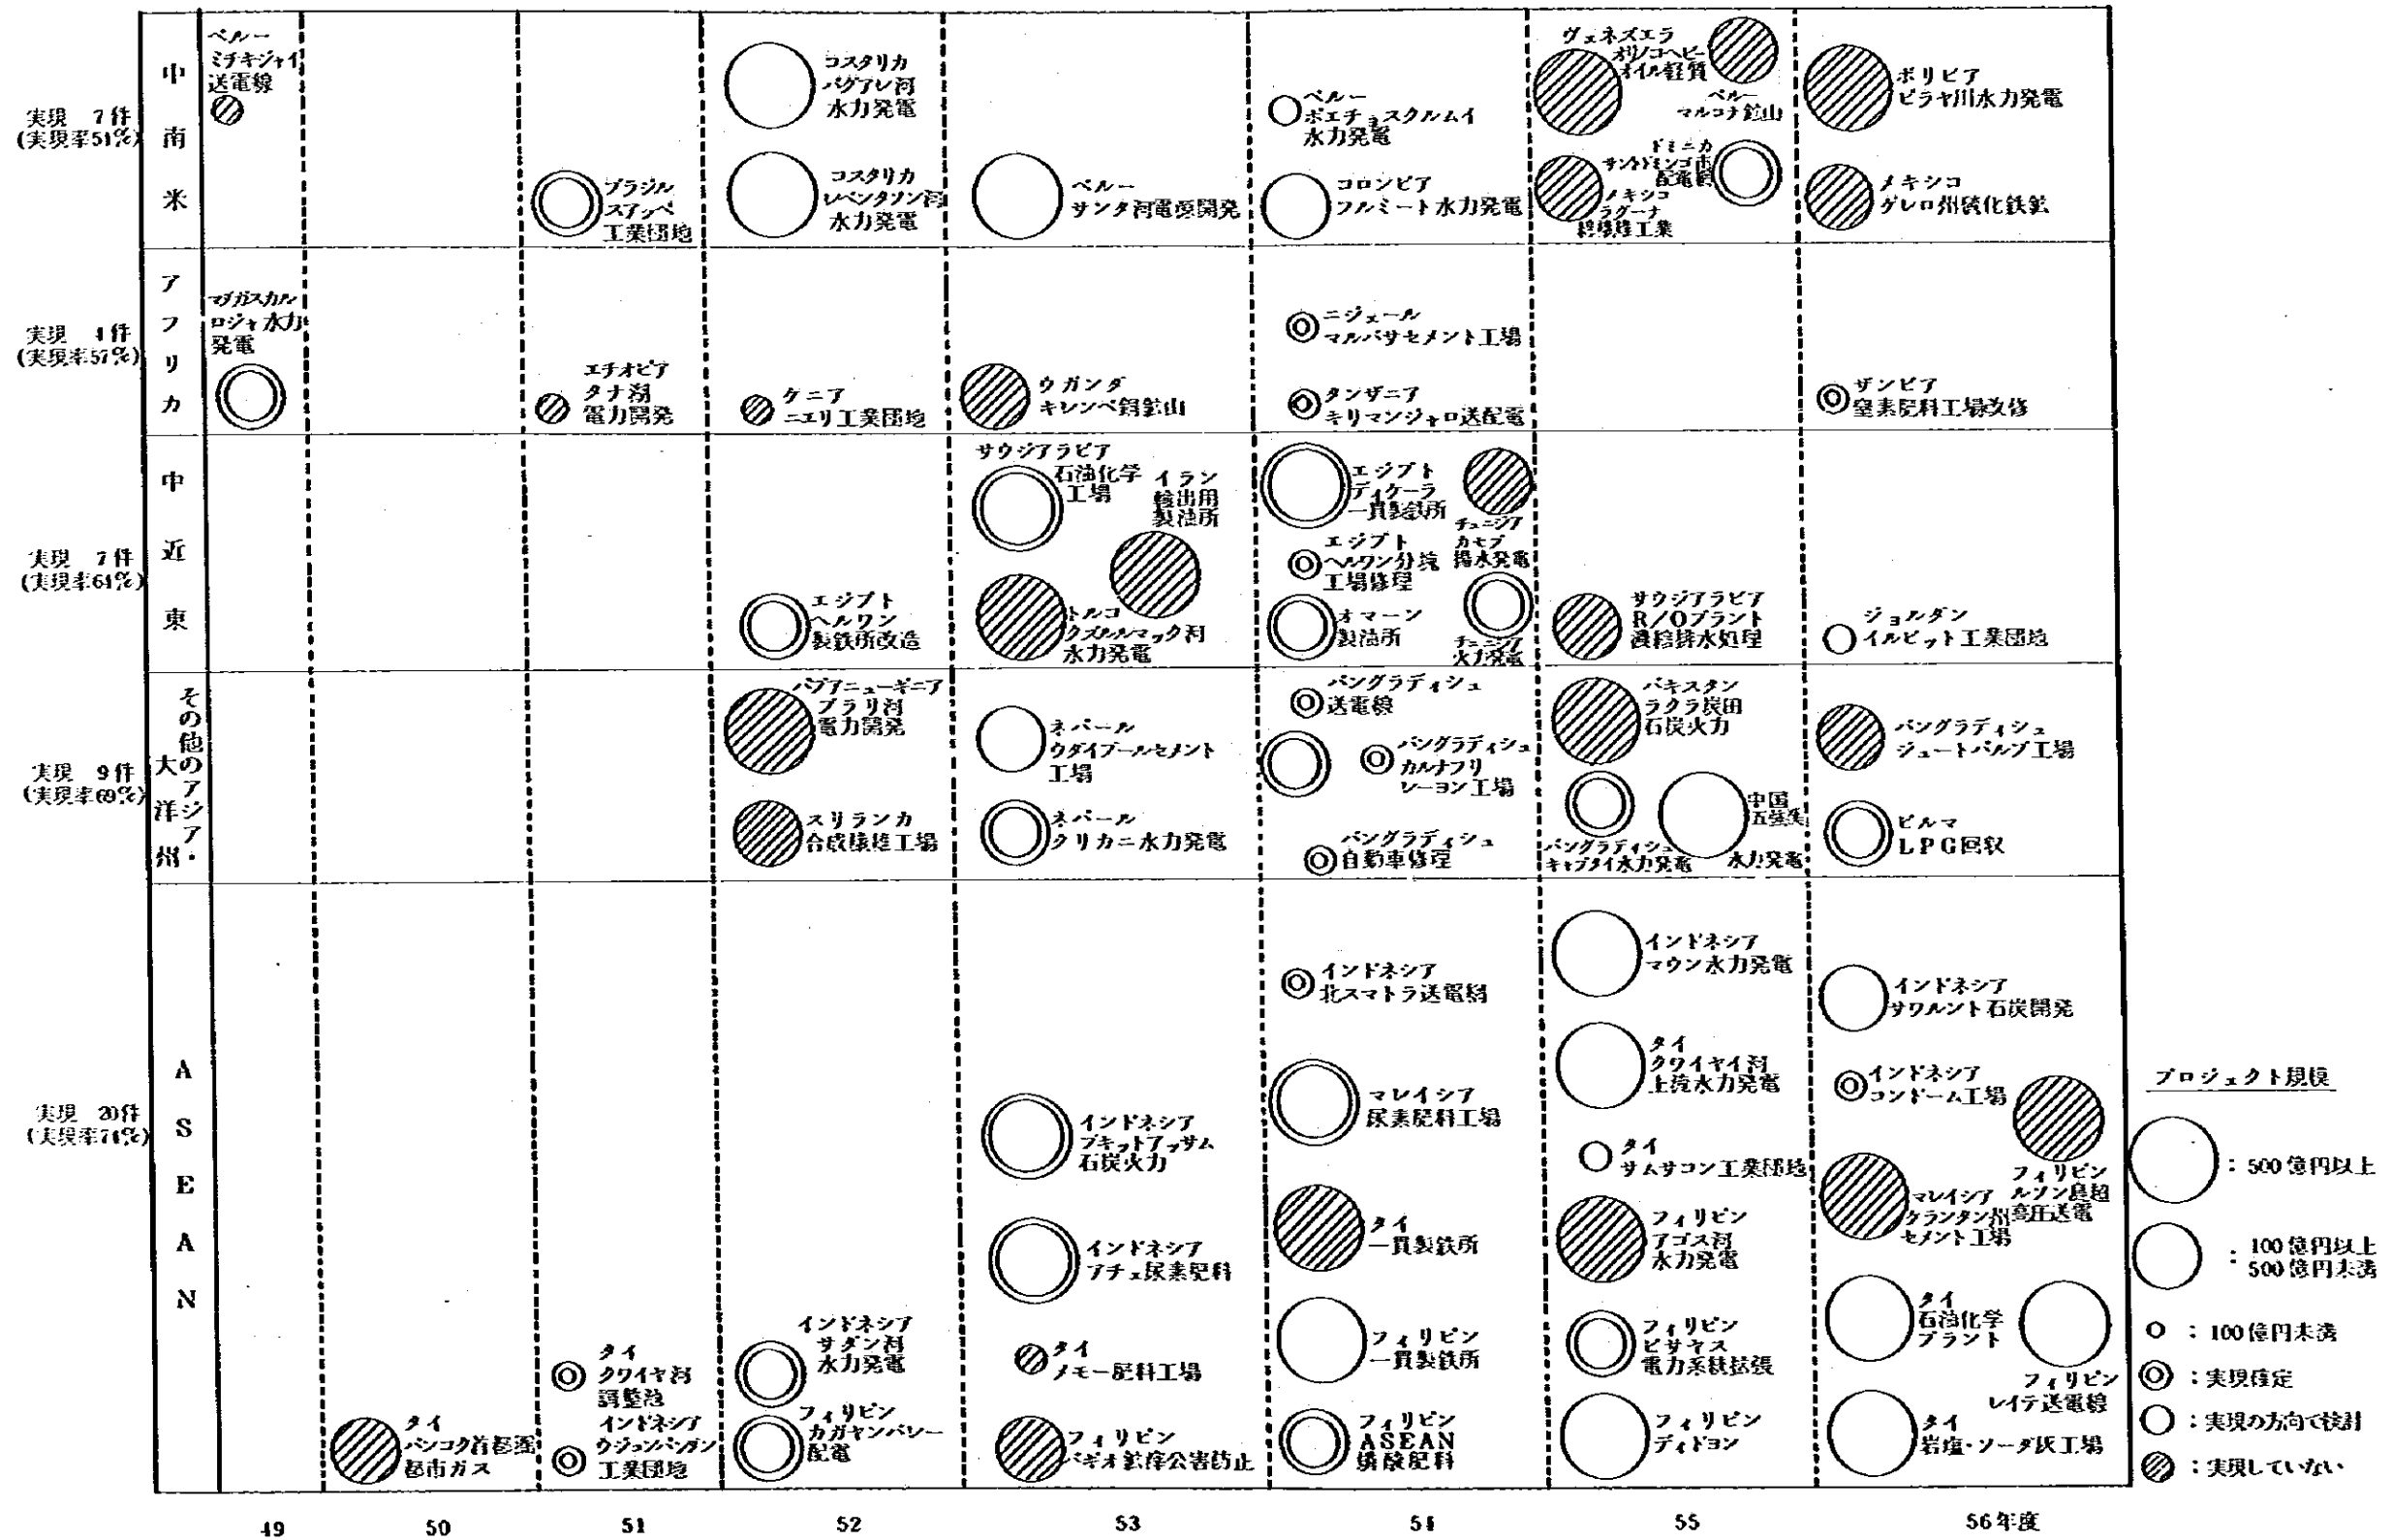 中南米
実現 7件
(実現率54%)
ペルー
ミチキジャイ
送電線
ブラジル
スアッペ
工業団地
コスタリカ
パクアレ河
水力発電
コスタリカ
レベンタソン河
水力発電
ペルー
サンタ河電源開発
ペルー
ポエチョスクルムイ
水力発電
コロンビア
フルミート水力発電
ヴェネズエラ
オリノコヘビー
オイル軽質
ペルー
マルコナ鉱山
ドミニカ
サントドミンゴ市
配電網
メキシコ
ラグーナ
工業
ボリビア
ピラヤ川水力発電
メキシコ
ゲレロ州硫化鉄鉱
アフリカ
実現 4件
(実現率57%)
マダガスカル
ロジャ水力
発電
エチオピア
タナ湖
電力開発
ケニア
ニエリ工業団地
ウガンダ
キレンベ銅鉱山
ニジェール
マルバサセメント工場
タンザニア
キリマンジャロ送配電
ザンビア
窒素肥料工場改修
中近東
実現 7件
(実現率64%)
エジプト
ヘルワン
製鉄所改造
サウジアラビア
石油化学
工場
イラン
輸出用
製油所
トルコ
クズルルマック河
水力発電
エジプト
ディケーラ
一貫製鉄所
チュニジア
カセブ
揚水発電
エジプト
ヘルワン分塊
工場修理
オマーン
製油所
チュニジア
火力発電
サウジアラビア
R/Oプラント
濃縮排水処理
ジョルダン
イルビット工業団地
その他のアジア・
大洋州
実現 9件
(実現率69%)
パプアニューギニア
プラリ河
電力開発
スリランカ
合成繊維工場
ネパール
ウダイプールセメント
工場
ネパール
クリカニ水力発電
バングラディシュ
送電線
バングラディシュ
カルナフリ
レーヨン工場
バングラディシュ
自動車修理
パキスタン
ラクラ炭田
石炭火力
バングラディシュ
キャプタイ水力発電
中国
五強渓
水力発電
バングラディシュ
ジュートパルプ工場
ビルマ
LPG回収
ASEAN
実現 20件
(実現率74%)
タイ
バンコク首都圏
都市ガス
タイ
クワイヤ河
調整池
インドネシア
ウジュンパンダン
工業団地
インドネシア
サダン河
水力発電
フィリピン
カガヤンバレー
配電
インドネシア
ブキットアッサム
石炭火力
インドネシア
アチェ尿素肥料
タイ
メモー肥料工場
フィリピン
バギオ鉱滓公害防止
インドネシア
北スマトラ送電網
マレイシア
尿素肥料工場
タイ
一貫製鉄所
フィリピン
一貫製鉄所
フィリピン
ASEAN
燐酸肥料
インドネシア
マウン水力発電
タイ
クワイヤイ河
上流水力発電
タイ
サムサコン工業団地
フィリピン
アゴス河
水力発電
フィリピン
ビサヤス
電力系統拡張
フィリピン
ディドヨン
インドネシア
サワルント石炭開発
インドネシア
コンドーム工場
フィリピン
ルソン島超
高圧送電
マレイシア
クランタン州
セメント工場
タイ
石油化学
プラント
フィリピン
レイテ送電線
タイ
岩塩・ソーダ灰工場
プロジェクト規模
:500億円以上
:100億円以上
500億円未満
:100億円未満
:実現確定
:実現の方向で検討
:実現していない
49 50 51 52 53 54 55 56年度